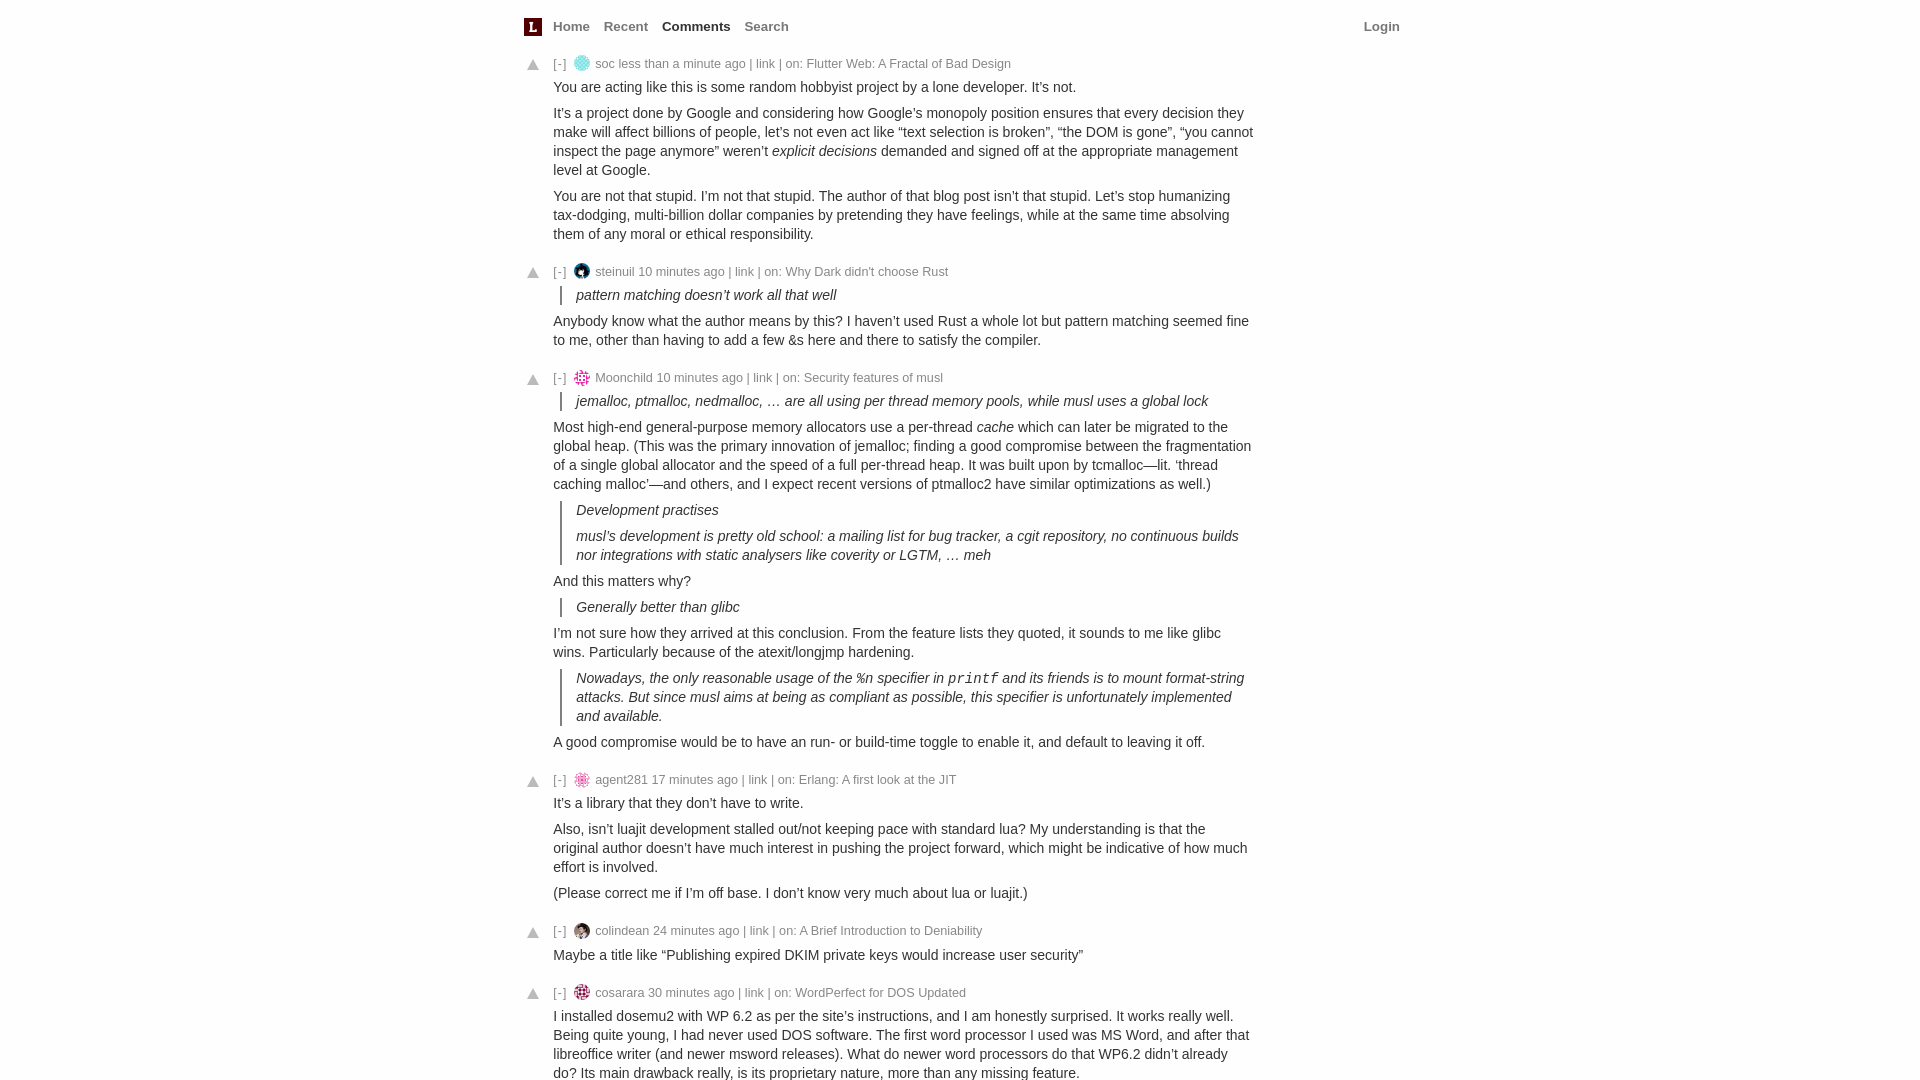 L Home Recent Comments Search Login
[-] soc less than a minute ago | link | on: Flutter Web: A Fractal of Bad Design
You are acting like this is some random hobbyist project by a lone developer. It’s not.
It’s a project done by Google and considering how Google’s monopoly position ensures that every decision they
make will affect billions of people, let’s not even act like “text selection is broken”, “the DOM is gone”, “you cannot
inspect the page anymore” weren’t explicit decisions demanded and signed off at the appropriate management
level at Google.
You are not that stupid. I’m not that stupid. The author of that blog post isn’t that stupid. Let’s stop humanizing
tax-dodging, multi-billion dollar companies by pretending they have feelings, while at the same time absolving
them of any moral or ethical responsibility.
[-] steinuil 10 minutes ago | link | on: Why Dark didn't choose Rust
pattern matching doesn’t work all that well
Anybody know what the author means by this? I haven’t used Rust a whole lot but pattern matching seemed fine
to me, other than having to add a few &s here and there to satisfy the compiler.
[-] Moonchild 10 minutes ago | link | on: Security features of musl
jemalloc, ptmalloc, nedmalloc, … are all using per thread memory pools, while musl uses a global lock
Most high-end general-purpose memory allocators use a per-thread cache which can later be migrated to the
global heap. (This was the primary innovation of jemalloc; finding a good compromise between the fragmentation
of a single global allocator and the speed of a full per-thread heap. It was built upon by tcmalloc—lit. ‘thread
caching malloc’—and others, and I expect recent versions of ptmalloc2 have similar optimizations as well.)
Development practises
musl’s development is pretty old school: a mailing list for bug tracker, a cgit repository, no continuous builds
nor integrations with static analysers like coverity or LGTM, … meh
And this matters why?
Generally better than glibc
I’m not sure how they arrived at this conclusion. From the feature lists they quoted, it sounds to me like glibc
wins. Particularly because of the atexit/longjmp hardening.
Nowadays, the only reasonable usage of the %n specifier in printf and its friends is to mount format-string
attacks. But since musl aims at being as compliant as possible, this specifier is unfortunately implemented
and available.
A good compromise would be to have an run- or build-time toggle to enable it, and default to leaving it off.
[-] agent281 17 minutes ago | link | on: Erlang: A first look at the JIT
It’s a library that they don’t have to write.
Also, isn’t luajit development stalled out/not keeping pace with standard lua? My understanding is that the
original author doesn’t have much interest in pushing the project forward, which might be indicative of how much
effort is involved.
(Please correct me if I’m off base. I don’t know very much about lua or luajit.)
[-] colindean 24 minutes ago | link | on: A Brief Introduction to Deniability
Maybe a title like “Publishing expired DKIM private keys would increase user security”
[-] cosarara 30 minutes ago | link | on: WordPerfect for DOS Updated
I installed dosemu2 with WP 6.2 as per the site’s instructions, and I am honestly surprised. It works really well.
Being quite young, I had never used DOS software. The first word processor I used was MS Word, and after that
libreoffice writer (and newer msword releases). What do newer word processors do that WP6.2 didn’t already
do? Its main drawback really, is its proprietary nature, more than any missing feature.